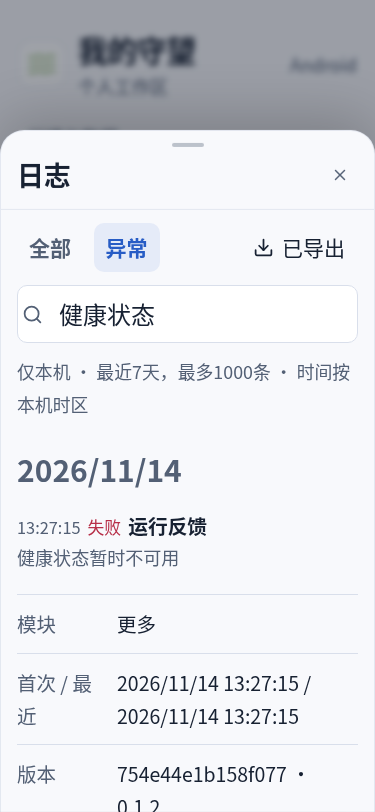 我的守望
个人工作区
Android
日志
全部
异常
已导出
健康状态
仅本机 · 最近7天，最多1000条 · 时间按
本机时区
2026/11/14
13:27:15 失败 运行反馈
健康状态暂时不可用
模块
更多
首次 / 最
近
2026/11/14 13:27:15 /
2026/11/14 13:27:15
版本
754e44e1b158f077 ·
0.1.2